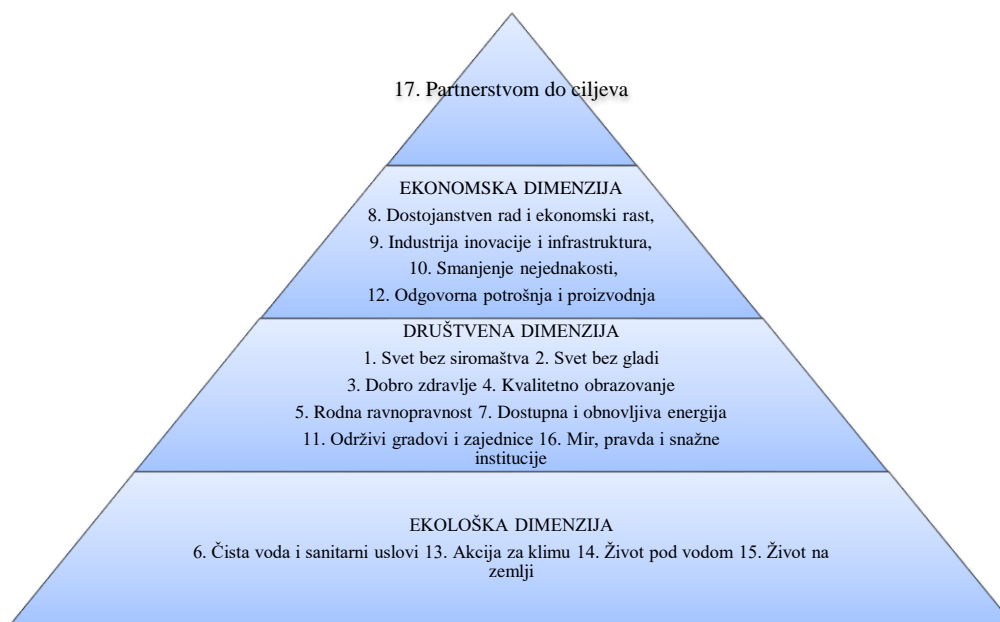 17. Partnerstvom do ciljeva
EKONOMSKA DIMENZIJA
8. Dostojanstven rad i ekonomski rast,
9. Industrija inovacije i infrastruktura,
10. Smanjenje nejednakosti,
12. Odgovorna potrošnja i proizvodnja
DRUŠTVENA DIMENZIJA
1. Svet bez siromaštva 2. Svet bez gladi
3. Dobro zdravlje 4. Kvalitetno obrazovanje
5. Rodna ravnopravnost 7. Dostupna i obnovljiva energija
11. Održivi gradovi i zajednice 16. Mir, pravda i snažne
institucije
EKOLOŠKA DIMENZIJA
6. Čista voda i sanitarni uslovi 13. Akcija za klimu 14. Život pod vodom 15. Život na
zemlji